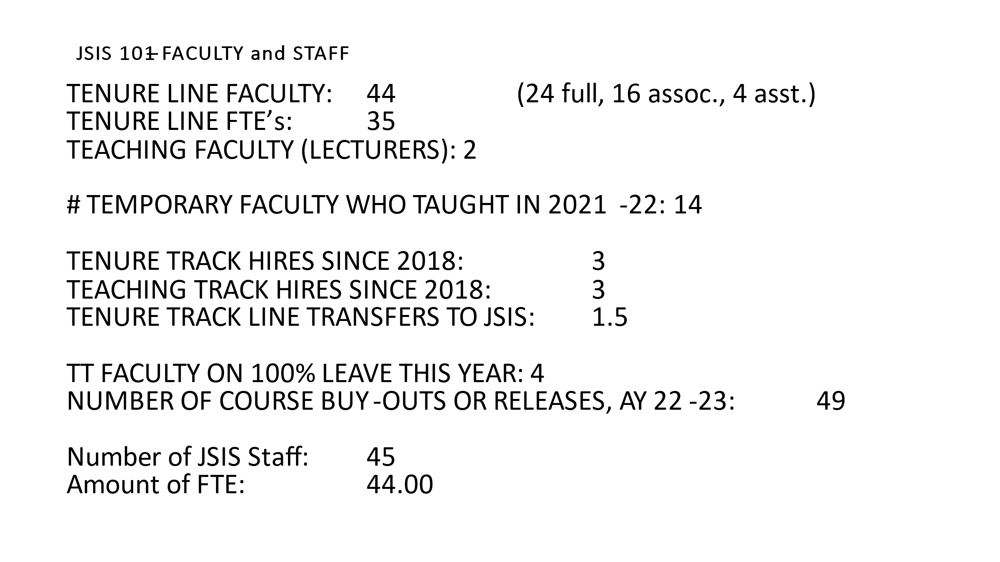 JSIS 101– FACULTY and STAFF
TENURE LINE FACULTY: 44 (24 full, 16 assoc., 4 asst.)
TENURE LINE FTE’s: 35
TEACHING FACULTY (LECTURERS): 2
# TEMPORARY FACULTY WHO TAUGHT IN 2021 -22: 14
TENURE TRACK HIRES SINCE 2018: 3
TEACHING TRACK HIRES SINCE 2018: 3
TENURE TRACK LINE TRANSFERS TO JSIS: 1.5
TT FACULTY ON 100% LEAVE THIS YEAR: 4
NUMBER OF COURSE BUY -OUTS OR RELEASES, AY 22 -23: 49
Number of JSIS Staff: 45
Amount of FTE: 44.00